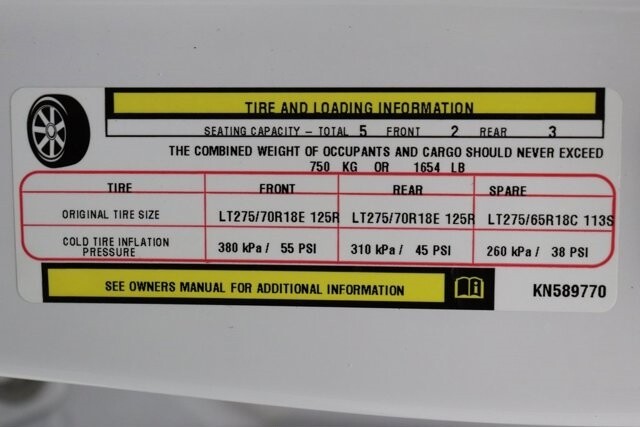 TIRE AND LOADING INFORMATION
SEATING CAPACITY - TOTAL 5 FRONT 2 REAR 3
THE COMBINED WEIGHT OF OCCUPANTS AND CARGO SHOULD NEVER EXCEED
750 KG OR 1654 LB
TIRE FRONT REAR SPARE
ORIGINAL TIRE SIZE LT275/70R18E 125R LT275/70R18E 125R LT275/65R18C 113S
COLD TIRE INFLATION PRESSURE 380 kPa / 55 PSI 310 kPa / 45 PSI 260 kPa / 38 PSI
SEE OWNERS MANUAL FOR ADDITIONAL INFORMATION KN589770